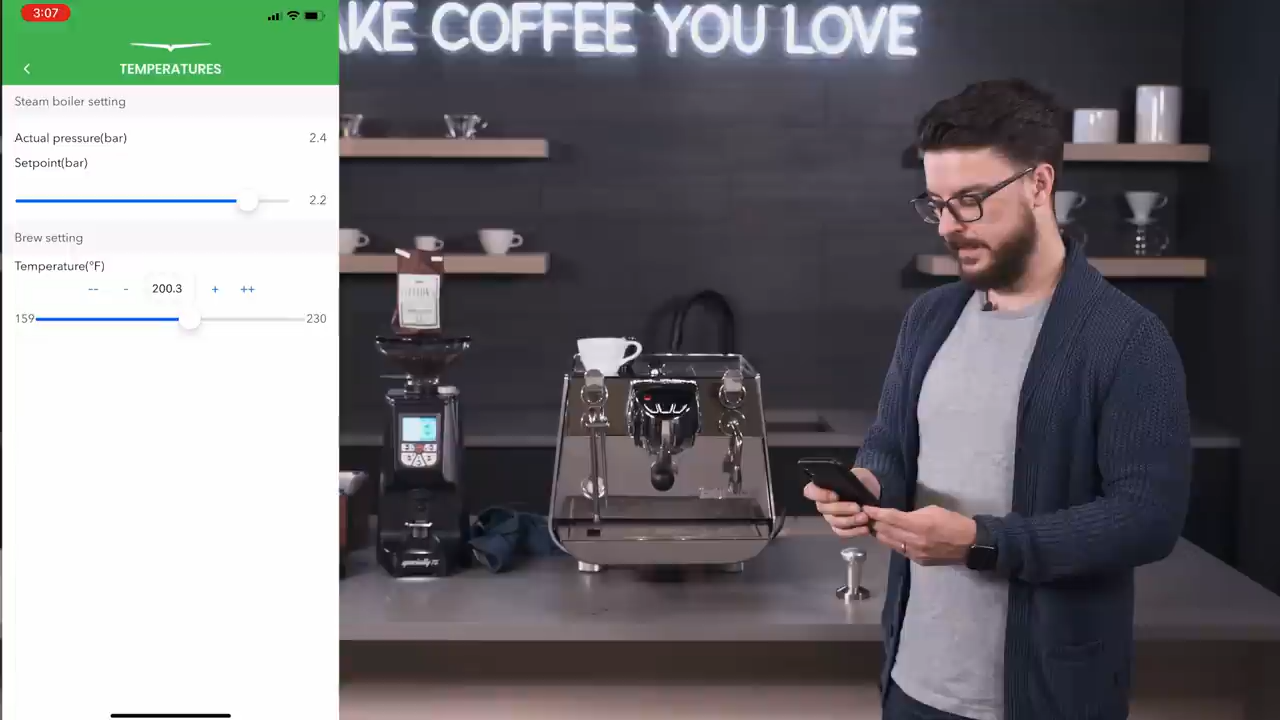 3:07
TEMPERATURES
Steam boiler setting
Actual pressure(bar) 2.4
Setpoint(bar)
2.2
Brew setting
Temperature(°F)
-- - 200.3 + ++
159 230
AKE COFFEE YOU LOVE
specialita